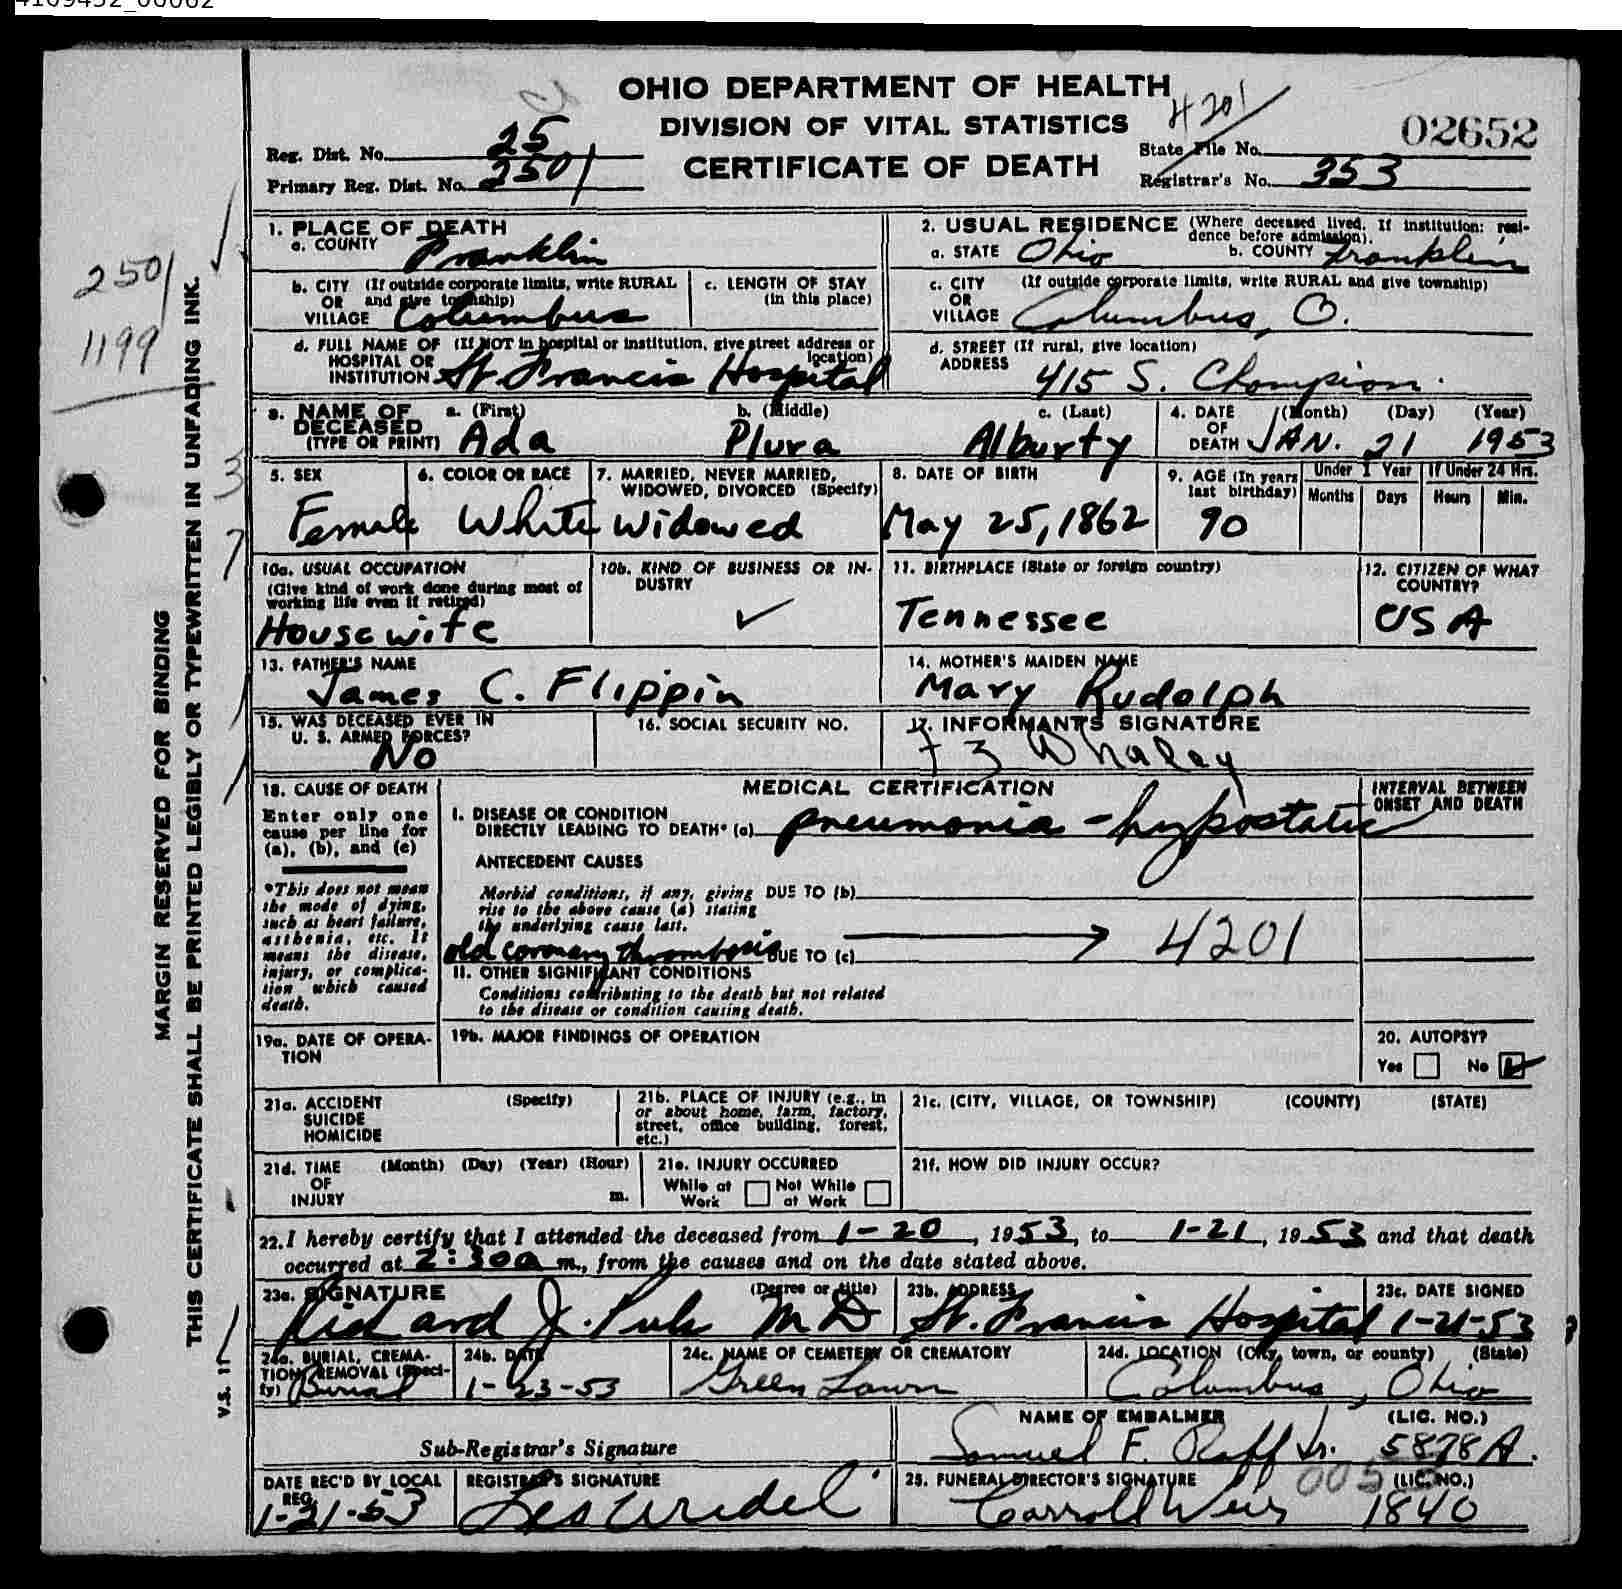 OHIO DEPARTMENT OF HEALTH
DIVISION OF VITAL STATISTICS
CERTIFICATE OF DEATH
4201
02652
Reg. Dist. No. 25
Primary Reg. Dist. No. 2501
State File No.
Registrar's No. 353
2501
1199
MARGIN RESERVED FOR BINDING
THIS CERTIFICATE SHALL BE PRINTED LEGIBLY OR TYPEWRITTEN IN UNFADING INK.
V.S. 11
1. PLACE OF DEATH
a. COUNTY Franklin
b. CITY (If outside corporate limits, write RURAL
OR and give township)
VILLAGE Columbus
c. LENGTH OF STAY
(in this place)
d. FULL NAME OF (If NOT in hospital or institution, give street address or
HOSPITAL OR location)
INSTITUTION St. Francis Hospital
2. USUAL RESIDENCE (Where deceased lived. If institution: resi-
dence before admission).
a. STATE Ohio b. COUNTY Franklin
c. CITY (If outside corporate limits, write RURAL and give township)
OR
VILLAGE Columbus, O.
d. STREET (If rural, give location)
ADDRESS 415 S. Champion
3. NAME OF a. (First) b. (Middle) c. (Last)
DECEASED
(TYPE OR PRINT) Ada Plura Alburty
4. DATE (Month) (Day) (Year)
OF
DEATH JAN. 21 1953
5. SEX
Female
6. COLOR OR RACE
White
7. MARRIED, NEVER MARRIED,
WIDOWED, DIVORCED (Specify)
Widowed
8. DATE OF BIRTH
May 25, 1862
9. AGE (In years
last birthday)
90
Under 1 Year
Months Days
If Under 24 Hrs.
Hours Min.
10a. USUAL OCCUPATION
(Give kind of work done during most of
working life even if retired)
Housewife
10b. KIND OF BUSINESS OR IN-
DUSTRY
11. BIRTHPLACE (State or foreign country)
Tennessee
12. CITIZEN OF WHAT
COUNTRY?
USA
13. FATHER'S NAME
James C. Flippin
14. MOTHER'S MAIDEN NAME
Mary Rudolph
15. WAS DECEASED EVER IN
U. S. ARMED FORCES?
No
16. SOCIAL SECURITY NO.
17. INFORMANT'S SIGNATURE
Whaley
18. CAUSE OF DEATH
Enter only one
cause per line for
(a), (b), and (c)
*This does not mean
the mode of dying,
such as heart failure,
asthenia, etc. It
means the disease,
injury, or complica-
tion which caused
death.
MEDICAL CERTIFICATION
INTERVAL BETWEEN
ONSET AND DEATH
I. DISEASE OR CONDITION
DIRECTLY LEADING TO DEATH* (a) pneumonia - hypostatic
ANTECEDENT CAUSES
Morbid conditions, if any, giving DUE TO (b)
rise to the above cause (a) stating
the underlying cause last.
old coronary thrombosis DUE TO (c) 4201
II. OTHER SIGNIFICANT CONDITIONS
Conditions contributing to the death but not related
to the disease or condition causing death.
19a. DATE OF OPERA-
TION
19b. MAJOR FINDINGS OF OPERATION
20. AUTOPSY?
Yes No
21a. ACCIDENT (Specify)
SUICIDE
HOMICIDE
21b. PLACE OF INJURY (e.g., in
or about home, farm, factory,
street, office building, forest,
etc.)
21c. (CITY, VILLAGE, OR TOWNSHIP) (COUNTY) (STATE)
21d. TIME (Month) (Day) (Year) (Hour)
OF
INJURY m.
21e. INJURY OCCURRED
While at Not While
Work at Work
21f. HOW DID INJURY OCCUR?
22. I hereby certify that I attended the deceased from 1-20, 1953, to 1-21, 1953 and that death
occurred at 2:30a m., from the causes and on the date stated above.
23a. SIGNATURE (Degree or title)
Richard J. MD
23b. ADDRESS
St. Francis Hospital
23c. DATE SIGNED
1-21-53
24a. BURIAL, CREMA-
TION, REMOVAL (Speci-
fy) Burial
24b. DATE
1-23-53
24c. NAME OF CEMETERY OR CREMATORY
Green Lawn
24d. LOCATION (City, town, or county) (State)
Columbus, Ohio
Sub-Registrar's Signature
NAME OF EMBALMER (LIC. NO.)
Samuel F. Raff Jr. 5878A.
DATE REC'D BY LOCAL
REG.
1-21-53
REGISTRAR'S SIGNATURE
25. FUNERAL DIRECTOR'S SIGNATURE (LIC. NO.)
Carroll Weir 1840